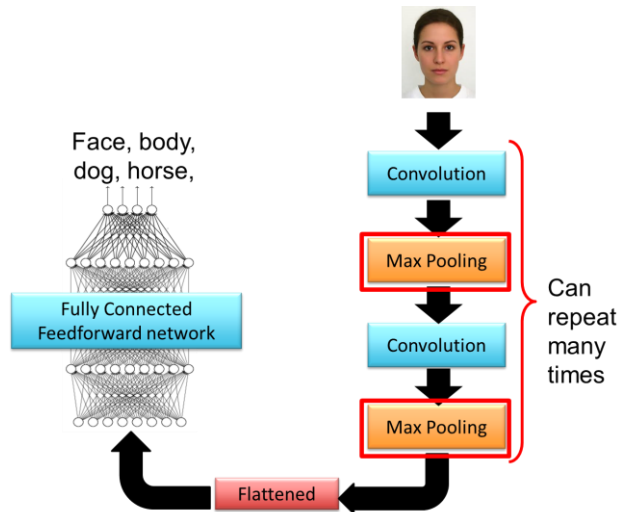 Convolution
Max Pooling
Convolution
Max Pooling
Can
repeat
many
times
Flattened
Fully Connected
Feedforward network
Face, body,
dog, horse,